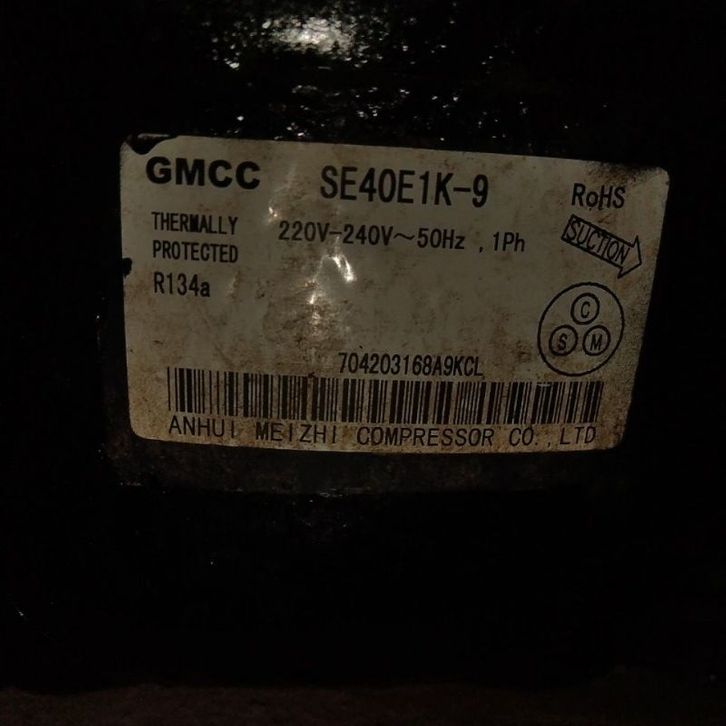 GMCC
SE40E1K-9
RoHS
THERMALLY
PROTECTED
220V-240V~50Hz , 1Ph
SUCTION
R134a
C
S M
704203168A9KCL
ANHUI MEIZHI COMPRESSOR CO.,LTD